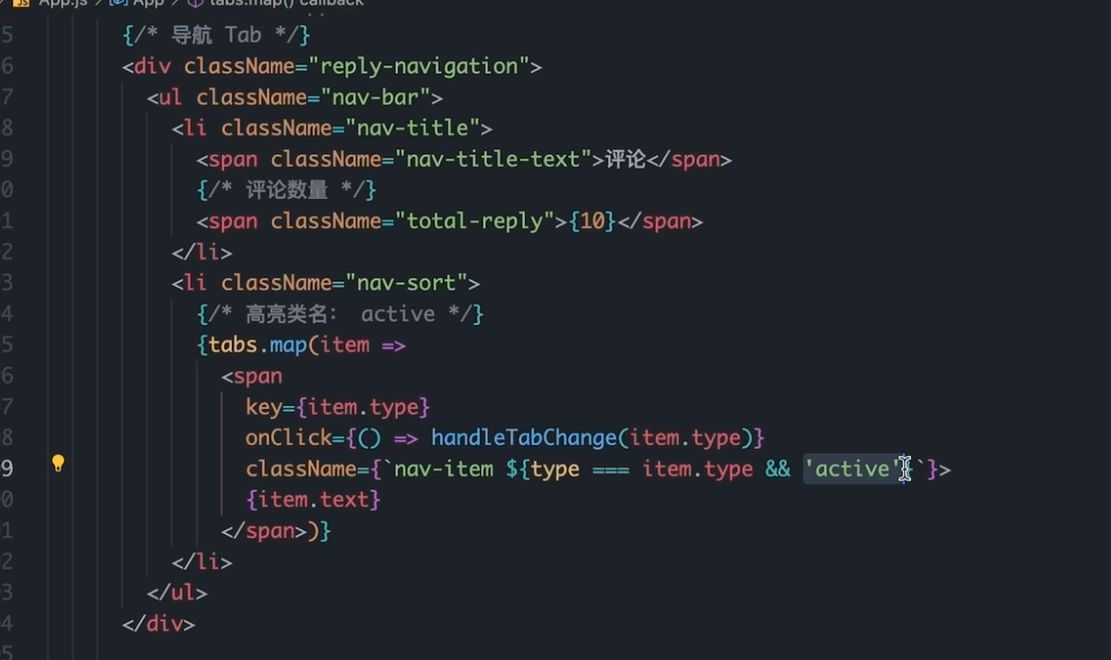 App.js > App > tabs.map() callback
5 {/* 导航 Tab */}
6 <div className="reply-navigation">
7 <ul className="nav-bar">
8 <li className="nav-title">
9 <span className="nav-title-text">评论</span>
0 {/* 评论数量 */}
1 <span className="total-reply">{10}</span>
2 </li>
3 <li className="nav-sort">
4 {/* 高亮类名： active */}
5 {tabs.map(item =>
6 <span
7 key={item.type}
8 onClick={() => handleTabChange(item.type)}
9 className={`nav-item ${type === item.type && 'active'}`}>
0 {item.text}
1 </span>)}
2 </li>
3 </ul>
4 </div>
5